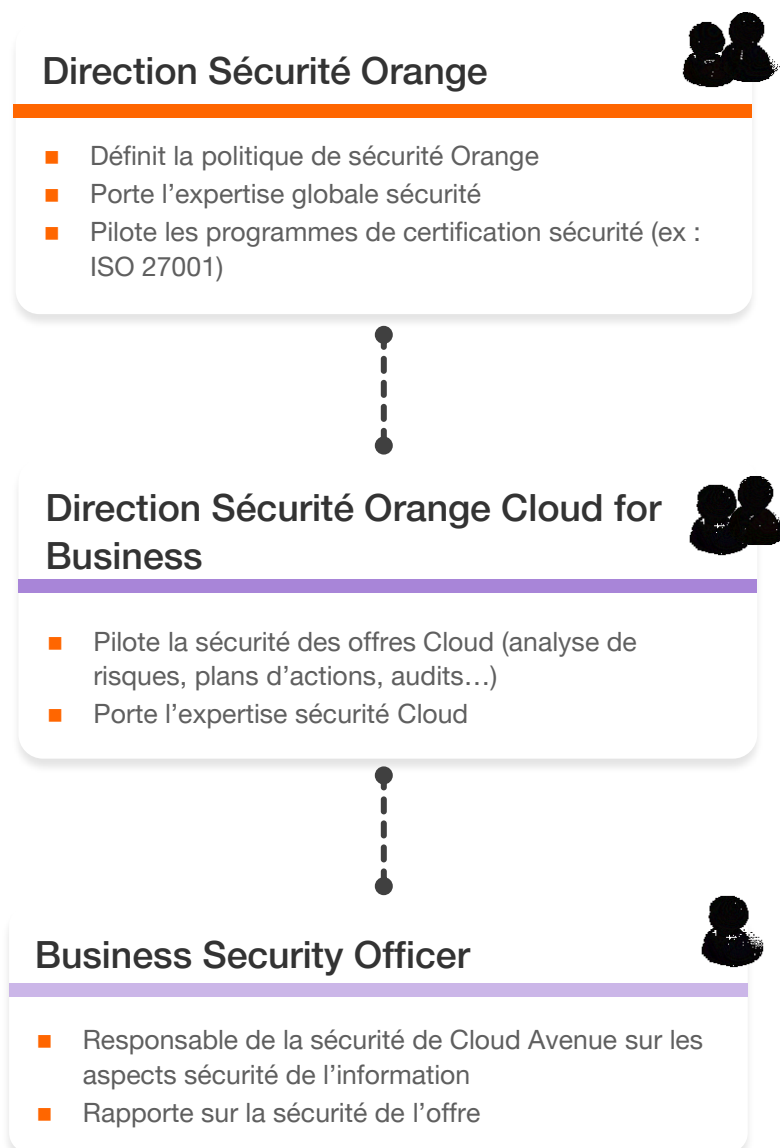 Direction Sécurité Orange
■ Définit la politique de sécurité Orange
■ Porte l’expertise globale sécurité
■ Pilote les programmes de certification sécurité (ex :
ISO 27001)
Direction Sécurité Orange Cloud for
Business
■ Pilote la sécurité des offres Cloud (analyse de
risques, plans d’actions, audits…)
■ Porte l’expertise sécurité Cloud
Business Security Officer
■ Responsable de la sécurité de Cloud Avenue sur les
aspects sécurité de l’information
■ Rapporte sur la sécurité de l’offre